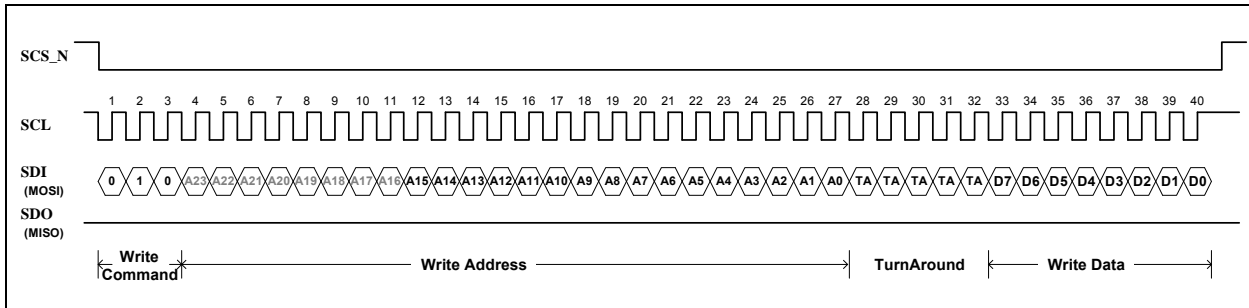 SCS_N
1 2 3 4 5 6 7 8 9 10 11 12 13 14 15 16 17 18 19 20 21 22 23 24 25 26 27 28 29 30 31 32 33 34 35 36 37 38 39 40
SCL
SDI
(MOSI)
0 1 0 A23 A22 A21 A20 A19 A18 A17 A16 A15 A14 A13 A12 A11 A10 A9 A8 A7 A6 A5 A4 A3 A2 A1 A0 TA TA TA TA TA D7 D6 D5 D4 D3 D2 D1 D0
SDO
(MISO)
Write
Command
Write Address
TurnAround
Write Data